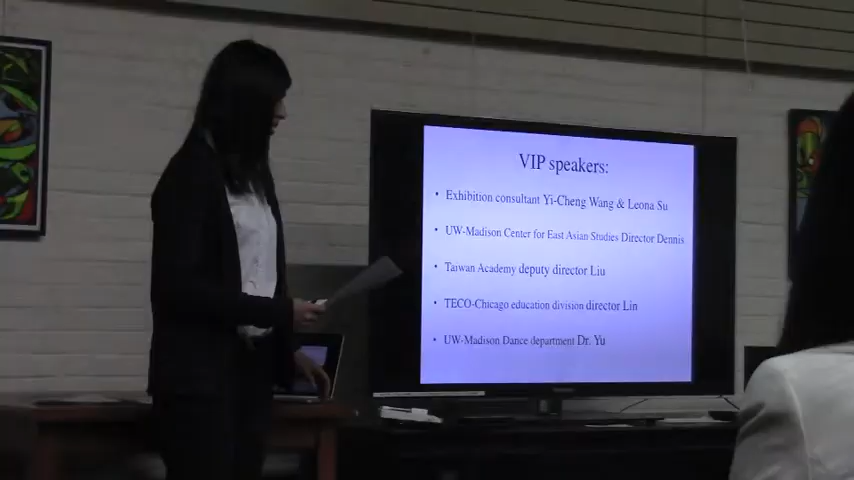 VIP speakers:
• Exhibition consultant Yi-Cheng Wang & Leona Su
• UW-Madison Center for East Asian Studies Director Dennis
• Taiwan Academy deputy director Liu
• TECO-Chicago education division director Lin
• UW-Madison Dance department Dr. Yu